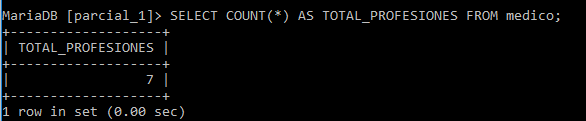 MariaDB [parcial_1]> SELECT COUNT(*) AS TOTAL_PROFESIONES FROM medico;
+-------------------+
| TOTAL_PROFESIONES |
+-------------------+
|                 7 |
+-------------------+
1 row in set (0.00 sec)